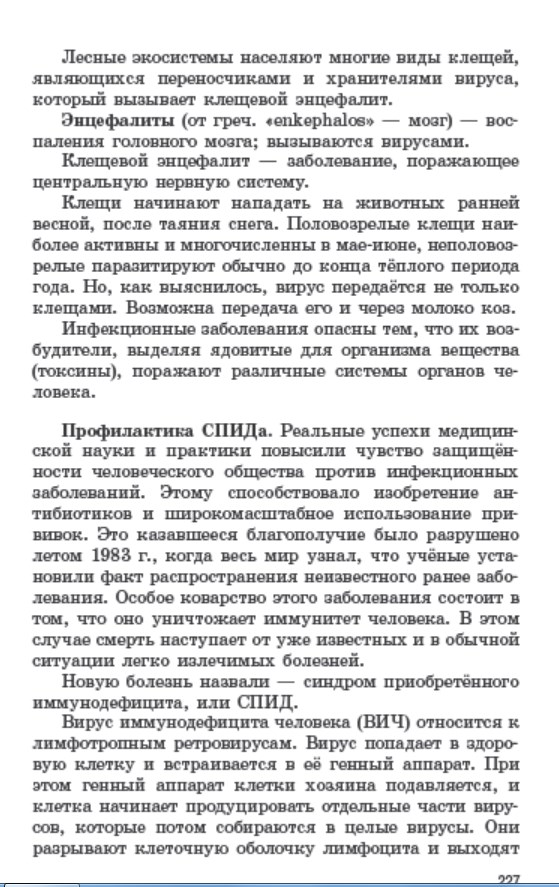 Лесные экосистемы населяют многие виды клещей,
являющихся переносчиками и хранителями вируса,
который вызывает клещевой энцефалит.
Энцефалиты (от греч. «enkephalos» — мозг) — вос-
паления головного мозга; вызываются вирусами.
Клещевой энцефалит — заболевание, поражающее
центральную нервную систему.
Клещи начинают нападать на животных ранней
весной, после таяния снега. Половозрелые клещи наи-
более активны и многочисленны в мае-июне, неполовоз-
релые паразитируют обычно до конца тёплого периода
года. Но, как выяснилось, вирус передаётся не только
клещами. Возможна передача его и через молоко коз.
Инфекционные заболевания опасны тем, что их воз-
будители, выделяя ядовитые для организма вещества
(токсины), поражают различные системы органов че-
ловека.
Профилактика СПИДа. Реальные успехи медицин-
ской науки и практики повысили чувство защищён-
ности человеческого общества против инфекционных
заболеваний. Этому способствовало изобретение ан-
тибиотиков и широкомасштабное использование при-
вивок. Это казавшееся благополучие было разрушено
летом 1983 г., когда весь мир узнал, что учёные уста-
новили факт распространения неизвестного ранее забо-
левания. Особое коварство этого заболевания состоит в
том, что оно уничтожает иммунитет человека. В этом
случае смерть наступает от уже известных и в обычной
ситуации легко излечимых болезней.
Новую болезнь назвали — синдром приобретённого
иммунодефицита, или СПИД.
Вирус иммунодефицита человека (ВИЧ) относится к
лимфотропным ретровирусам. Вирус попадает в здоро-
вую клетку и встраивается в её генный аппарат. При
этом генный аппарат клетки хозяина подавляется, и
клетка начинает продуцировать отдельные части виру-
сов, которые потом собираются в целые вирусы. Они
разрывают клеточную оболочку лимфоцита и выходят
227